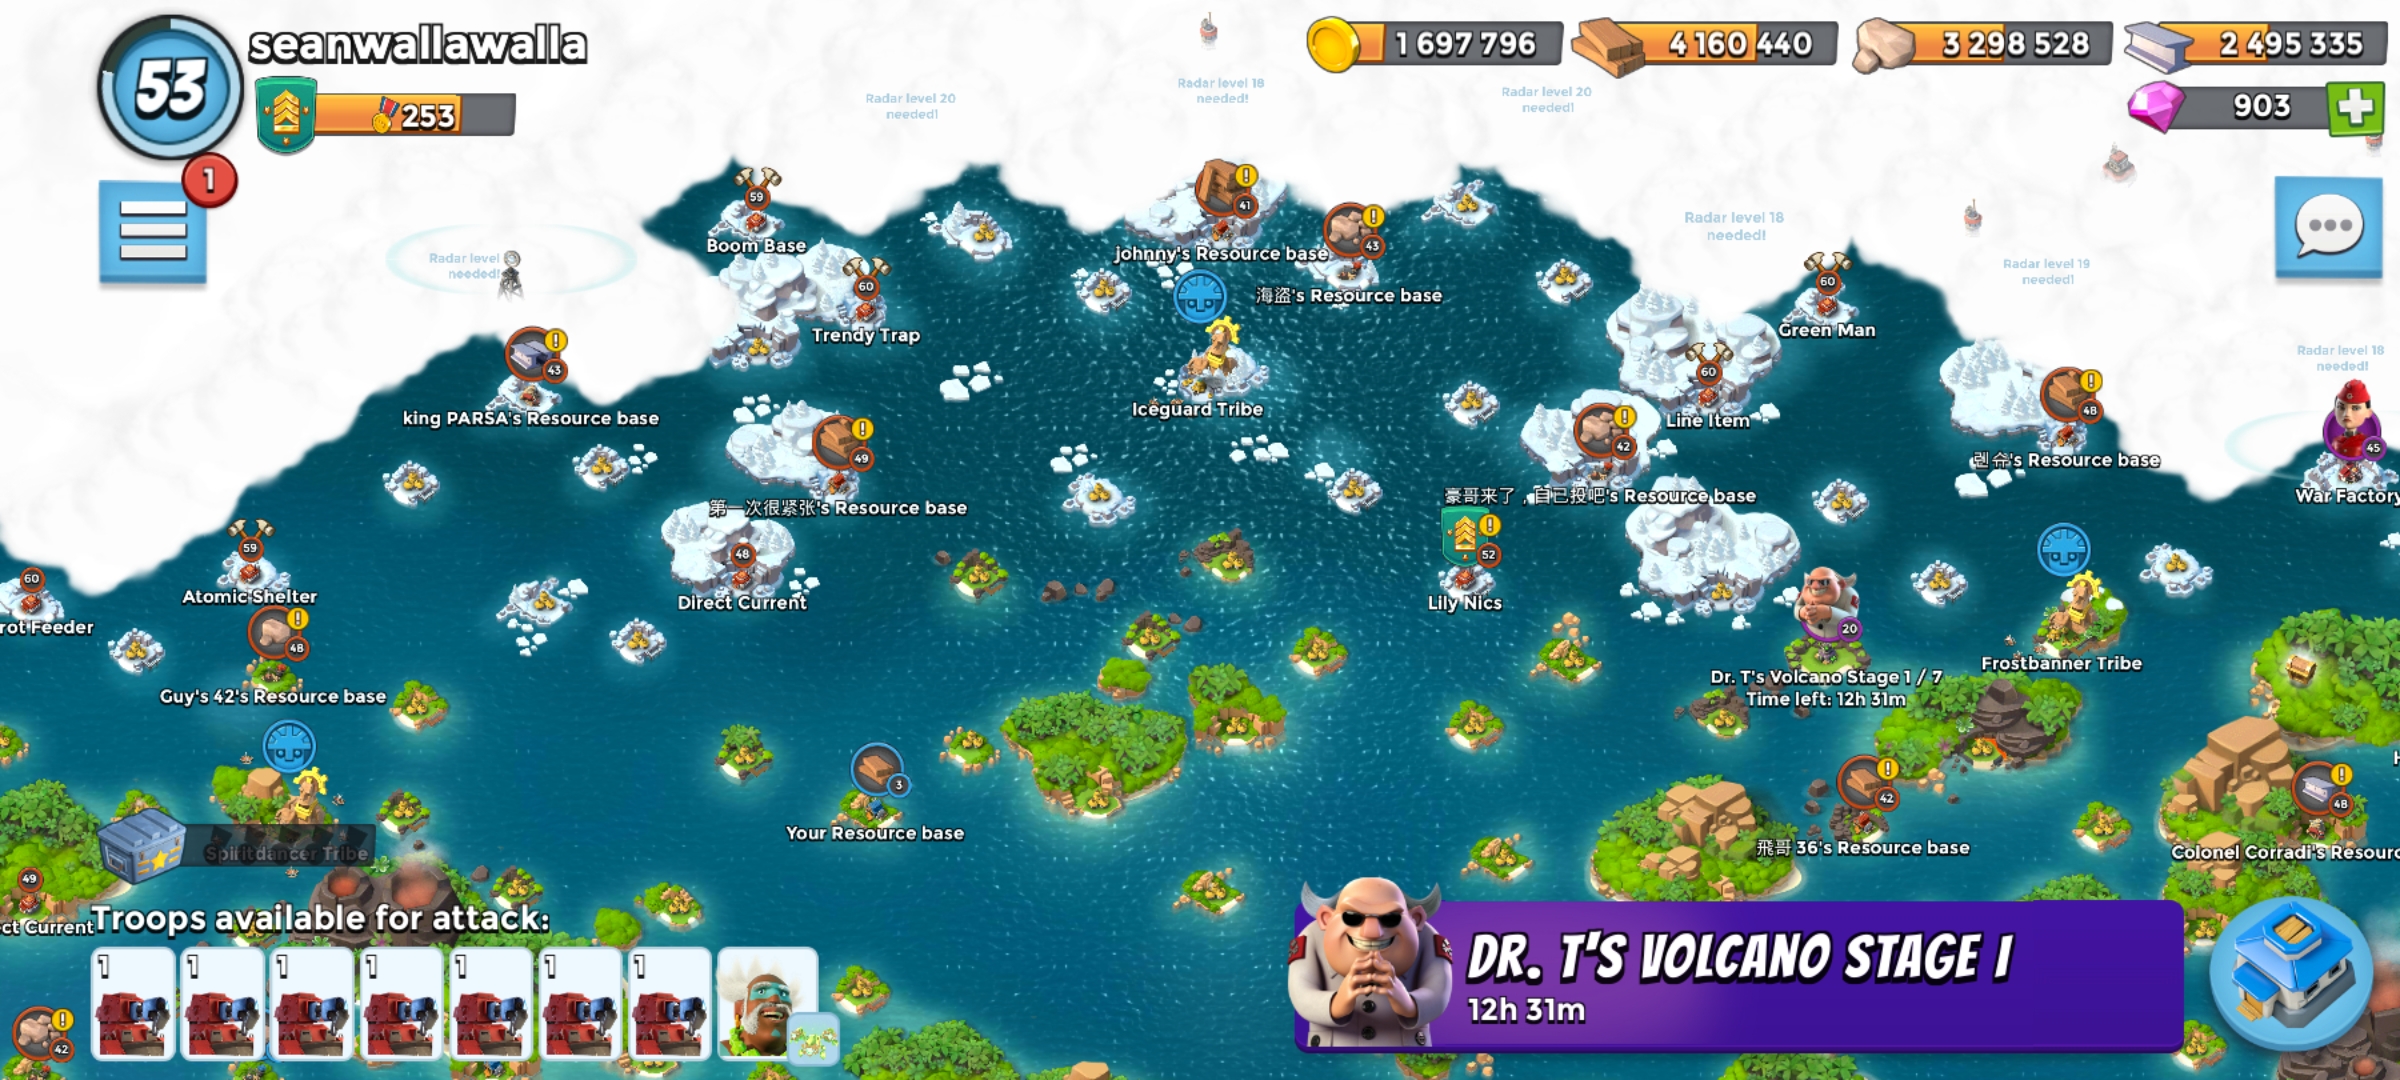 53
seanwallawalla
253
1
1 697 796
4 160 440
3 298 528
2 495 335
903
Radar level 20
needed!
Radar level 18
needed!
Radar level 20
needed!
Radar level 18
needed!
Radar level 19
needed!
Radar level 18
needed!
Radar level
needed!
59
Boom Base
60
Trendy Trap
41
johnny's Resource base
43
海盜's Resource base
60
Green Man
43
king PARSA's Resource base
Iceguard Tribe
60
Line Item
48
렌슈's Resource base
45
War Factory
49
第一次很紧张's Resource base
42
豪哥来了，自已投吧's Resource base
52
Lily Nics
59
Atomic Shelter
48
Direct Current
60
rot Feeder
48
Guy's 42's Resource base
20
Dr. T's Volcano Stage 1 / 7
Time left: 12h 31m
Frostbanner Tribe
3
Your Resource base
42
飛哥 36's Resource base
48
Colonel Corradi's Resourc
Spiritdancer Tribe
49
ct Current
Troops available for attack:
1
1
1
1
1
1
1
42
DR. T'S VOLCANO STAGE I
12h 31m